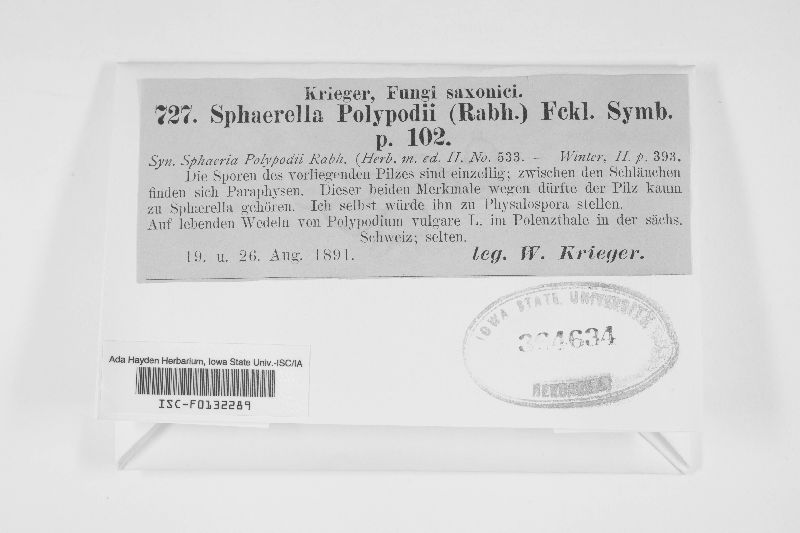 Krieger, Fungi saxonici.
727. Sphaerella Polypodii (Rabh.) Fckl. Symb.
p. 102.
Syn. Sphaeria Polypodii Rabh. (Herb. m. ed. II. No. 533. — Winter, II. p. 393.
Die Sporen des vorliegenden Pilzes sind einzellig; zwischen den Schläuchen
finden sich Paraphysen. Dieser beiden Merkmale wegen dürfte der Pilz kaum
zu Sphærella gehören. Ich selbst würde ihn zu Physalospora stellen.
Auf lebenden Wedeln von Polypodium vulgare L. im Polenzthale in der sächs.
Schweiz; selten.
19. u. 26. Aug. 1891. leg. W. Krieger.
IOWA STATE UNIVERSITY
364634
HERBARIUM
Ada Hayden Herbarium, Iowa State Univ.-ISC/IA
ISC-F0132289